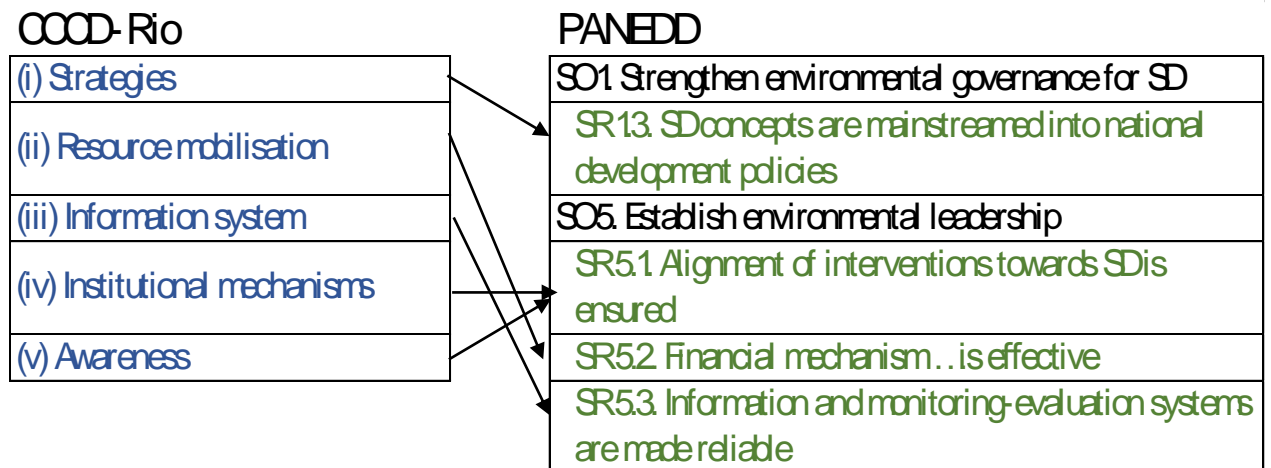 CCCD-Rio
(i) Strategies
(ii) Resource mobilisation
(iii) Information system
(iv) Institutional mechanisms
(v) Awareness
PANEDD
SO1. Strengthen environmental governance for SD
SR1.3. SD concepts are mainstreamed into national
development policies
SO5. Establish environmental leadership
SR5.1. Alignment of interventions towards SD is
ensured
SR5.2. Financial mechanism…is effective
SR5.3. Information and monitoring-evaluation systems
are made reliable